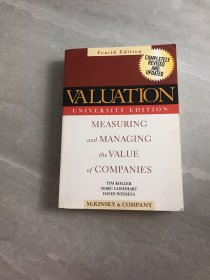 Fourth Edition
COMPLETELY
REVISED
AND
UPDATED
VALUATION
UNIVERSITY EDITION
MEASURING
and MANAGING
the VALUE
of COMPANIES
TIM KOLLER
MARC GOEDHART
DAVID WESSELS
McKINSEY & COMPANY